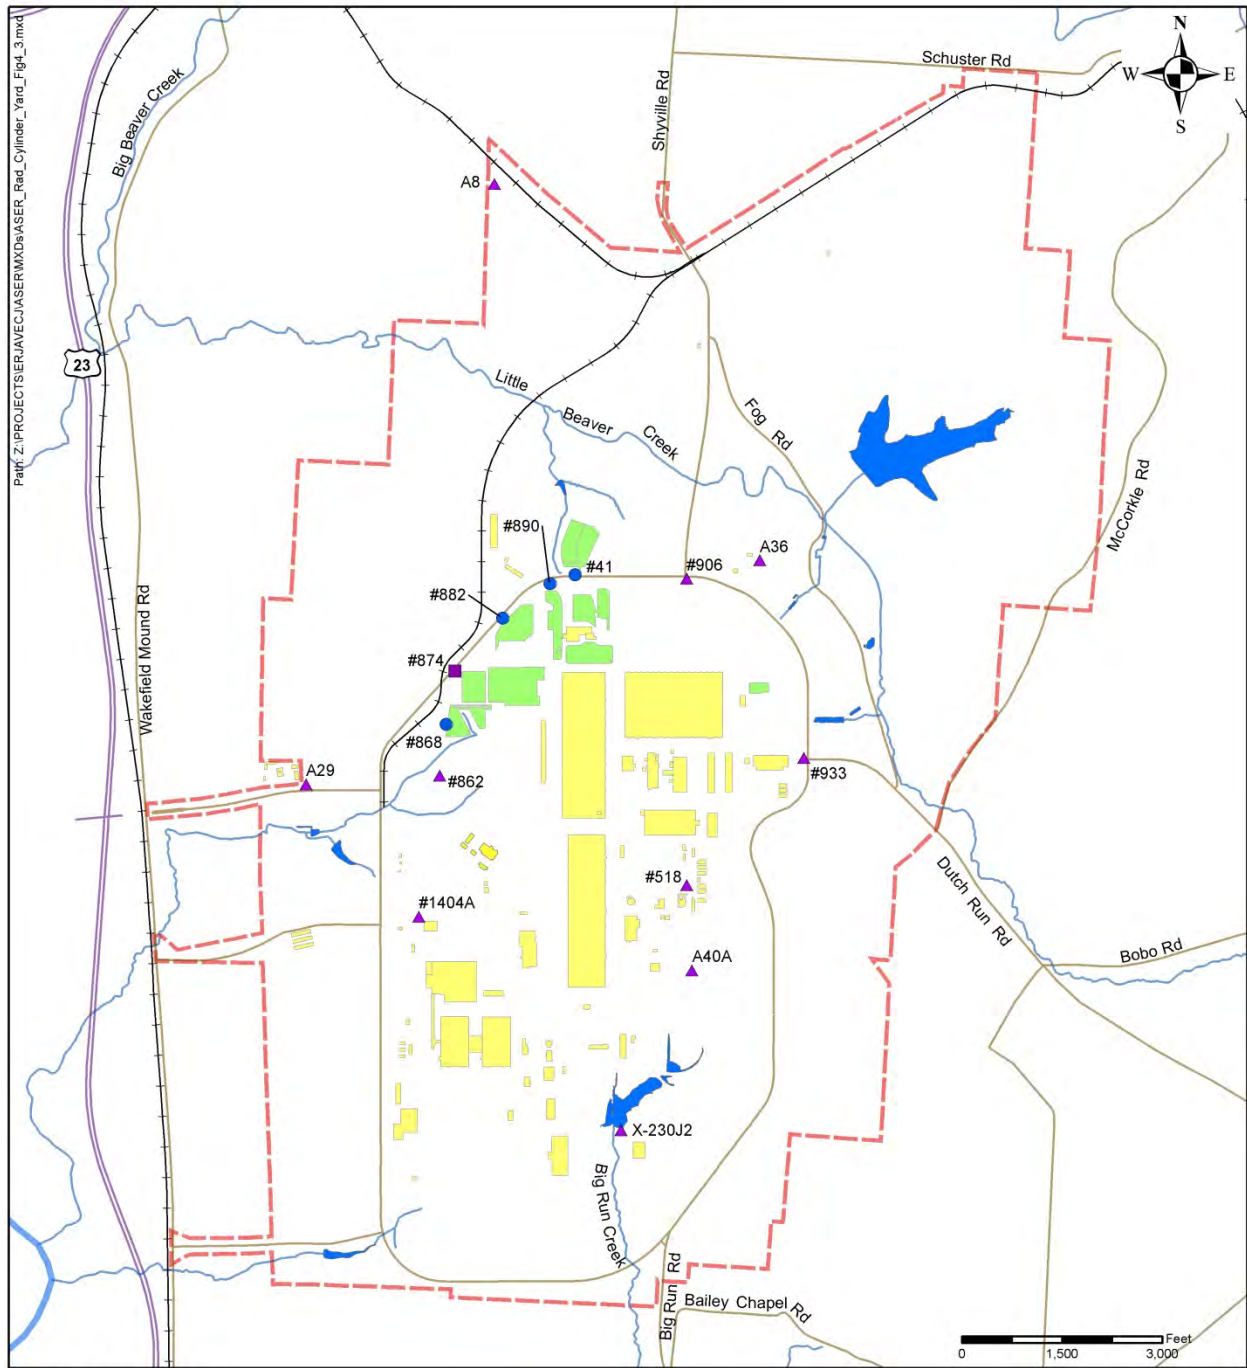 Path: Z:\PROJECTS\ERJAVECJ\ASER\MXDs\ASER_Rad_Cylinder_Yard_Fig4_3.mxd
N
W
E
S
Schuster Rd
Shyville Rd
Big Beaver Creek
A8
23
Little
Beaver
Creek
Fog Rd
McCorkle Rd
#890
#41
#906
A36
#882
Wakefield Mound Rd
#874
#868
#862
A29
#933
#518
Dutch Run Rd
#1404A
A40A
Bobo Rd
X-230J2
Big Run Creek
Big Run Rd
Bailey Chapel Rd
Feet
0
1,500
3,000